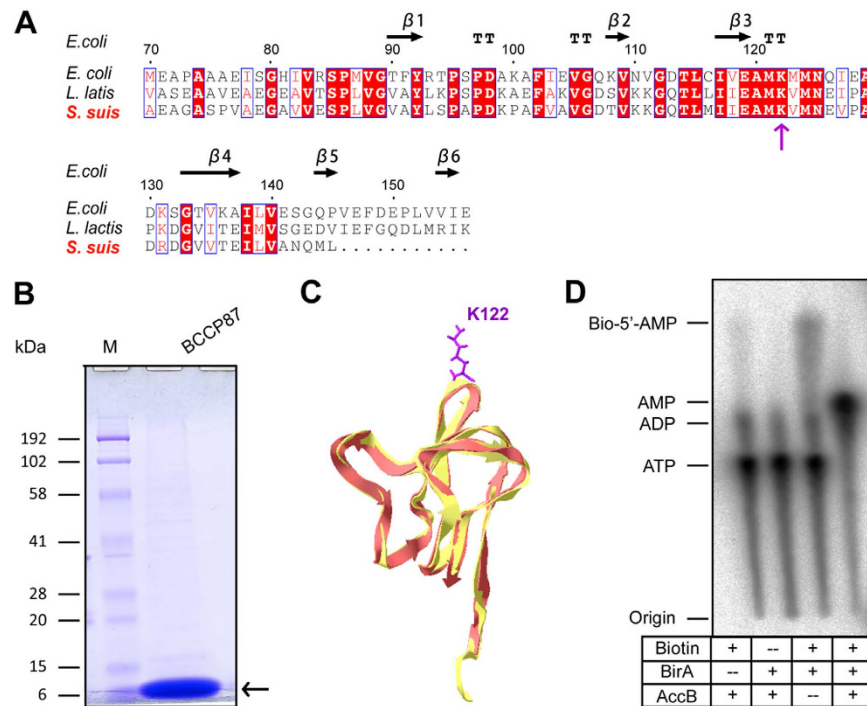 A
E.coli β1 TT TT β2 β3 TT
70 80 90 100 110 120
E. coli MEAPAAAEISGHIVRSPMVGTFYRTPSPDAKAFIEVGQKVNVGDTLCIVEAMKMMNQIEA
L. latis
S. suis
E.coli β4 β5 β6
130 140 150
E.coli DKSGTVKAILVESGQPVEFDEPLVVIE
L. lactis PKDGVITEIMVSGEDVIEFGQDLMRIK
S. suis DRDGVVTEILVANQML..........
B
kDa M BCCP87
192
102
58
41
28
20
15
6
C
K122
D
Bio-5'-AMP
AMP
ADP
ATP
Origin
Biotin + -- + +
BirA -- + + +
AccB + + -- +